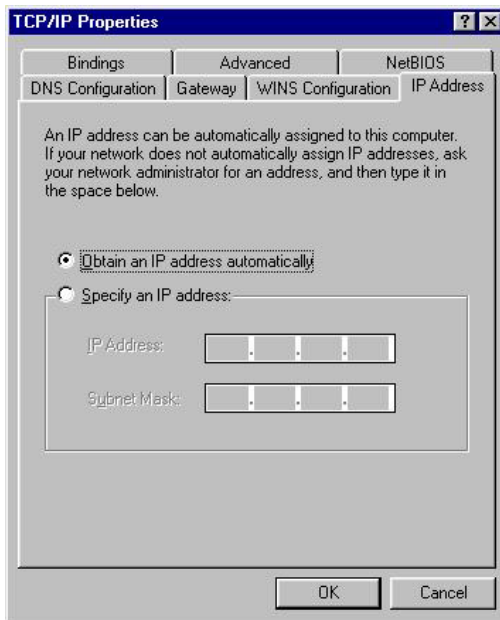 TCP/IP Properties
? X
Bindings Advanced NetBIOS
DNS Configuration Gateway WINS Configuration IP Address
An IP address can be automatically assigned to this computer.
If your network does not automatically assign IP addresses, ask
your network administrator for an address, and then type it in
the space below.
Obtain an IP address automatically
Specify an IP address:
IP Address: . . .
Subnet Mask: . . .
OK Cancel